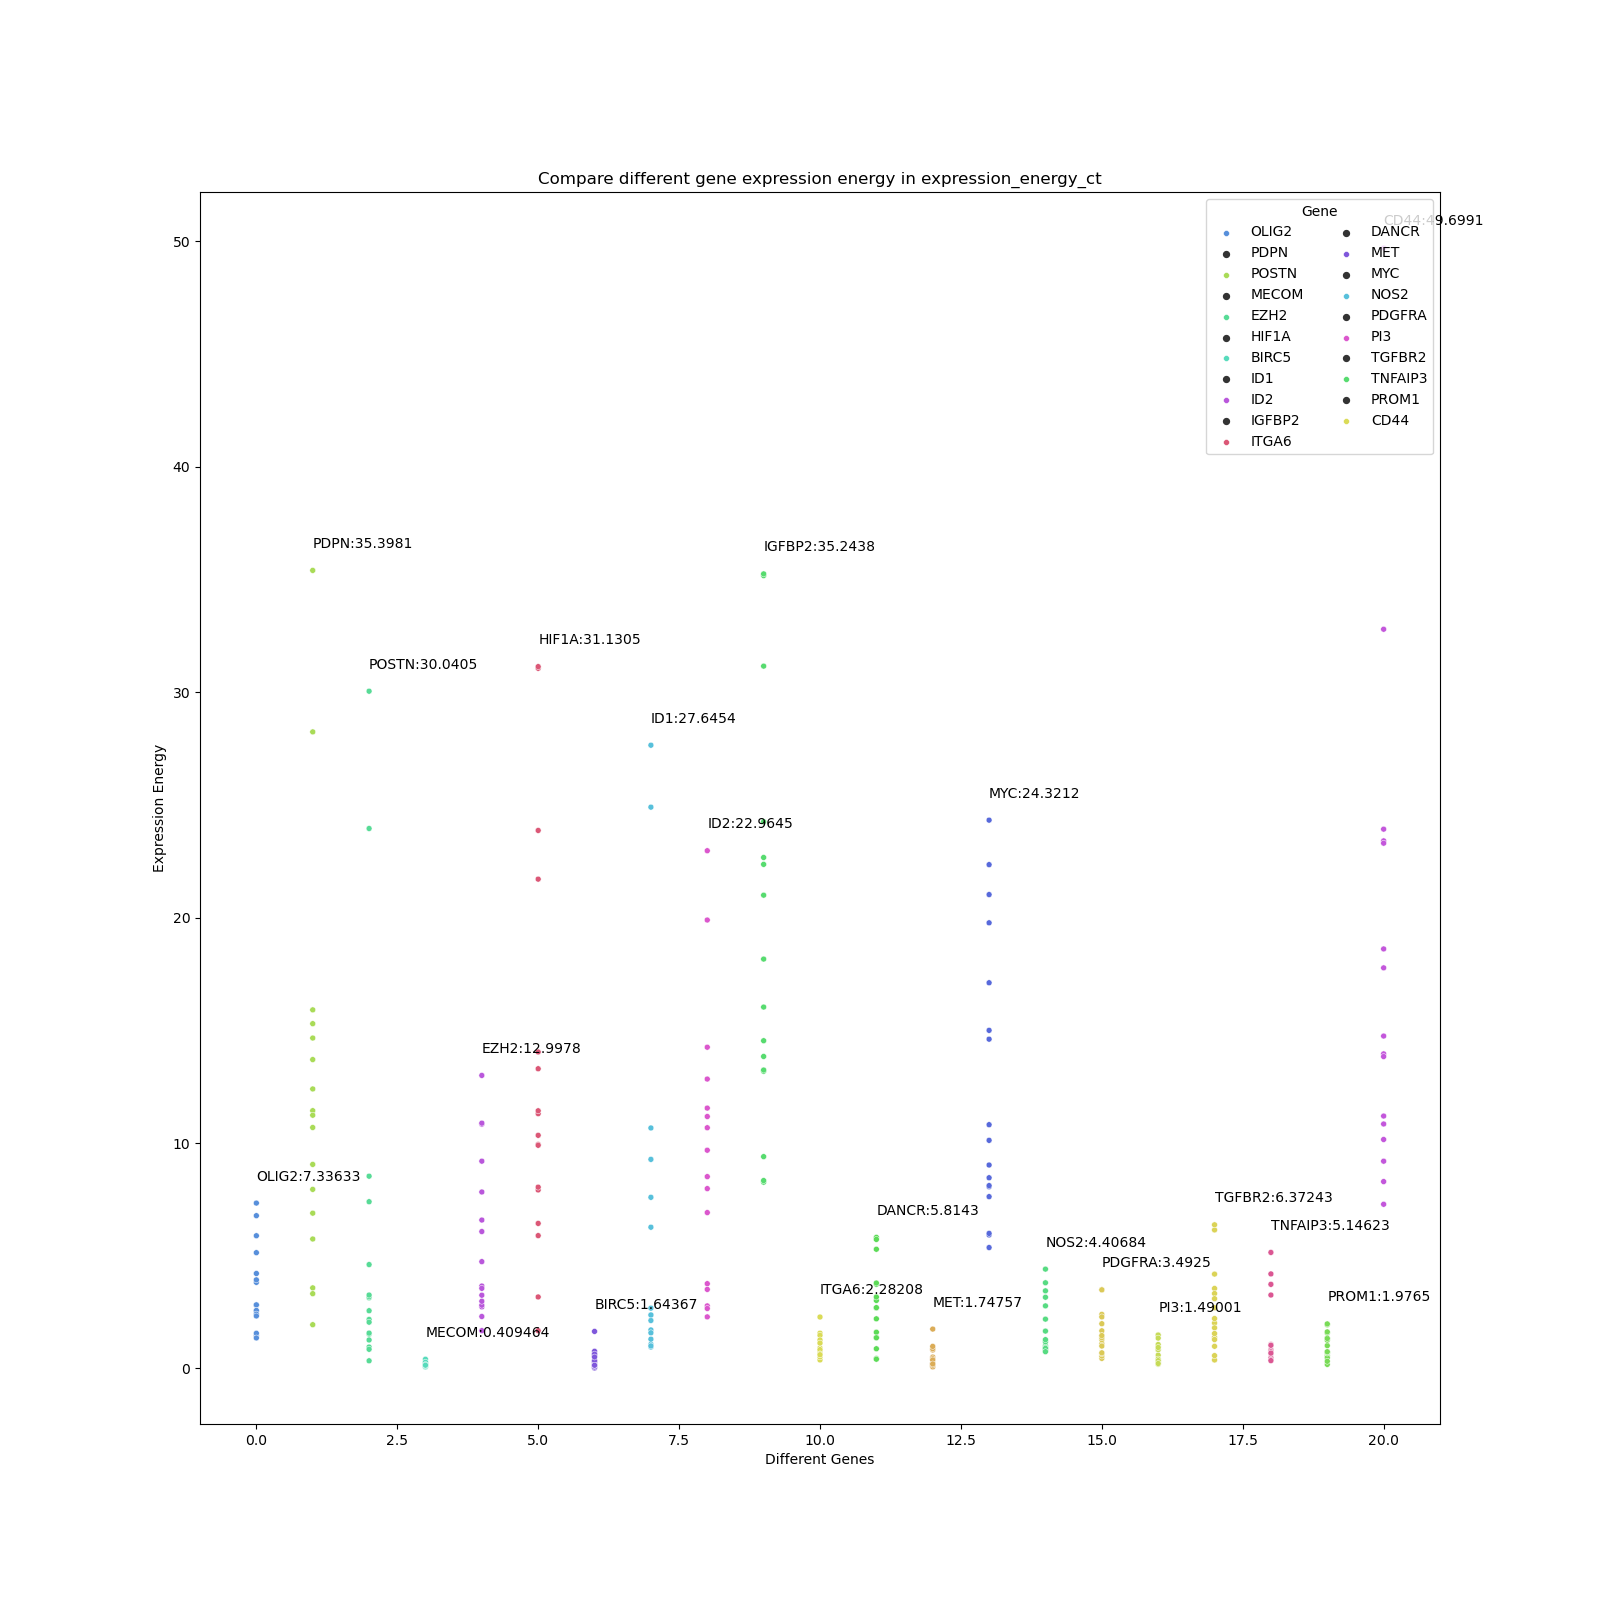 Compare different gene expression energy in expression_energy_ct
Gene
OLIG2
PDPN
POSTN
MECOM
EZH2
HIF1A
BIRC5
ID1
ID2
IGFBP2
ITGA6
DANCR
MET
MYC
NOS2
PDGFRA
PI3
TGFBR2
TNFAIP3
PROM1
CD44
CD44:49.6991
PDPN:35.3981
IGFBP2:35.2438
HIF1A:31.1305
POSTN:30.0405
ID1:27.6454
MYC:24.3212
ID2:22.9645
EZH2:12.9978
OLIG2:7.33633
TGFBR2:6.37243
DANCR:5.8143
TNFAIP3:5.14623
NOS2:4.40684
PDGFRA:3.4925
ITGA6:2.28208
PROM1:1.9765
MET:1.74757
BIRC5:1.64367
PI3:1.49001
MECOM:0.409464
50
40
30
20
10
0
Expression Energy
0.0
2.5
5.0
7.5
10.0
12.5
15.0
17.5
20.0
Different Genes